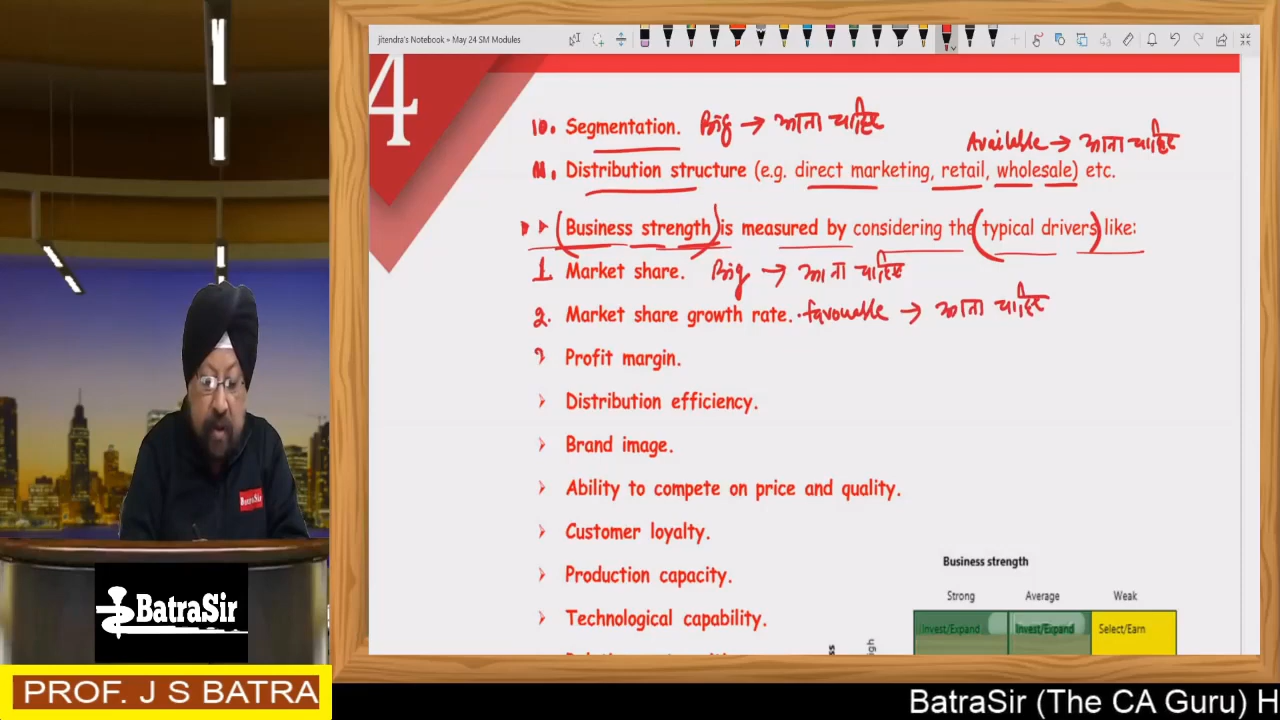 jitendra's Notebook » May 24 SM Modules
4
10. Segmentation. Big → आना चाहिए
Available → आना चाहिए
11. Distribution structure (e.g. direct marketing, retail, wholesale) etc.
(Business strength) is measured by considering the (typical drivers) like:
1. Market share. Big → आना चाहिए
2. Market share growth rate. favourable → आना चाहिए
Profit margin.
Distribution efficiency.
Brand image.
Ability to compete on price and quality.
Customer loyalty.
Production capacity.
Technological capability.
Business strength
Strong Average Weak
Invest/Expand Invest/Expand Select/Earn
BatraSir
BatraSir
PROF. J S BATRA
BatraSir (The CA Guru) H